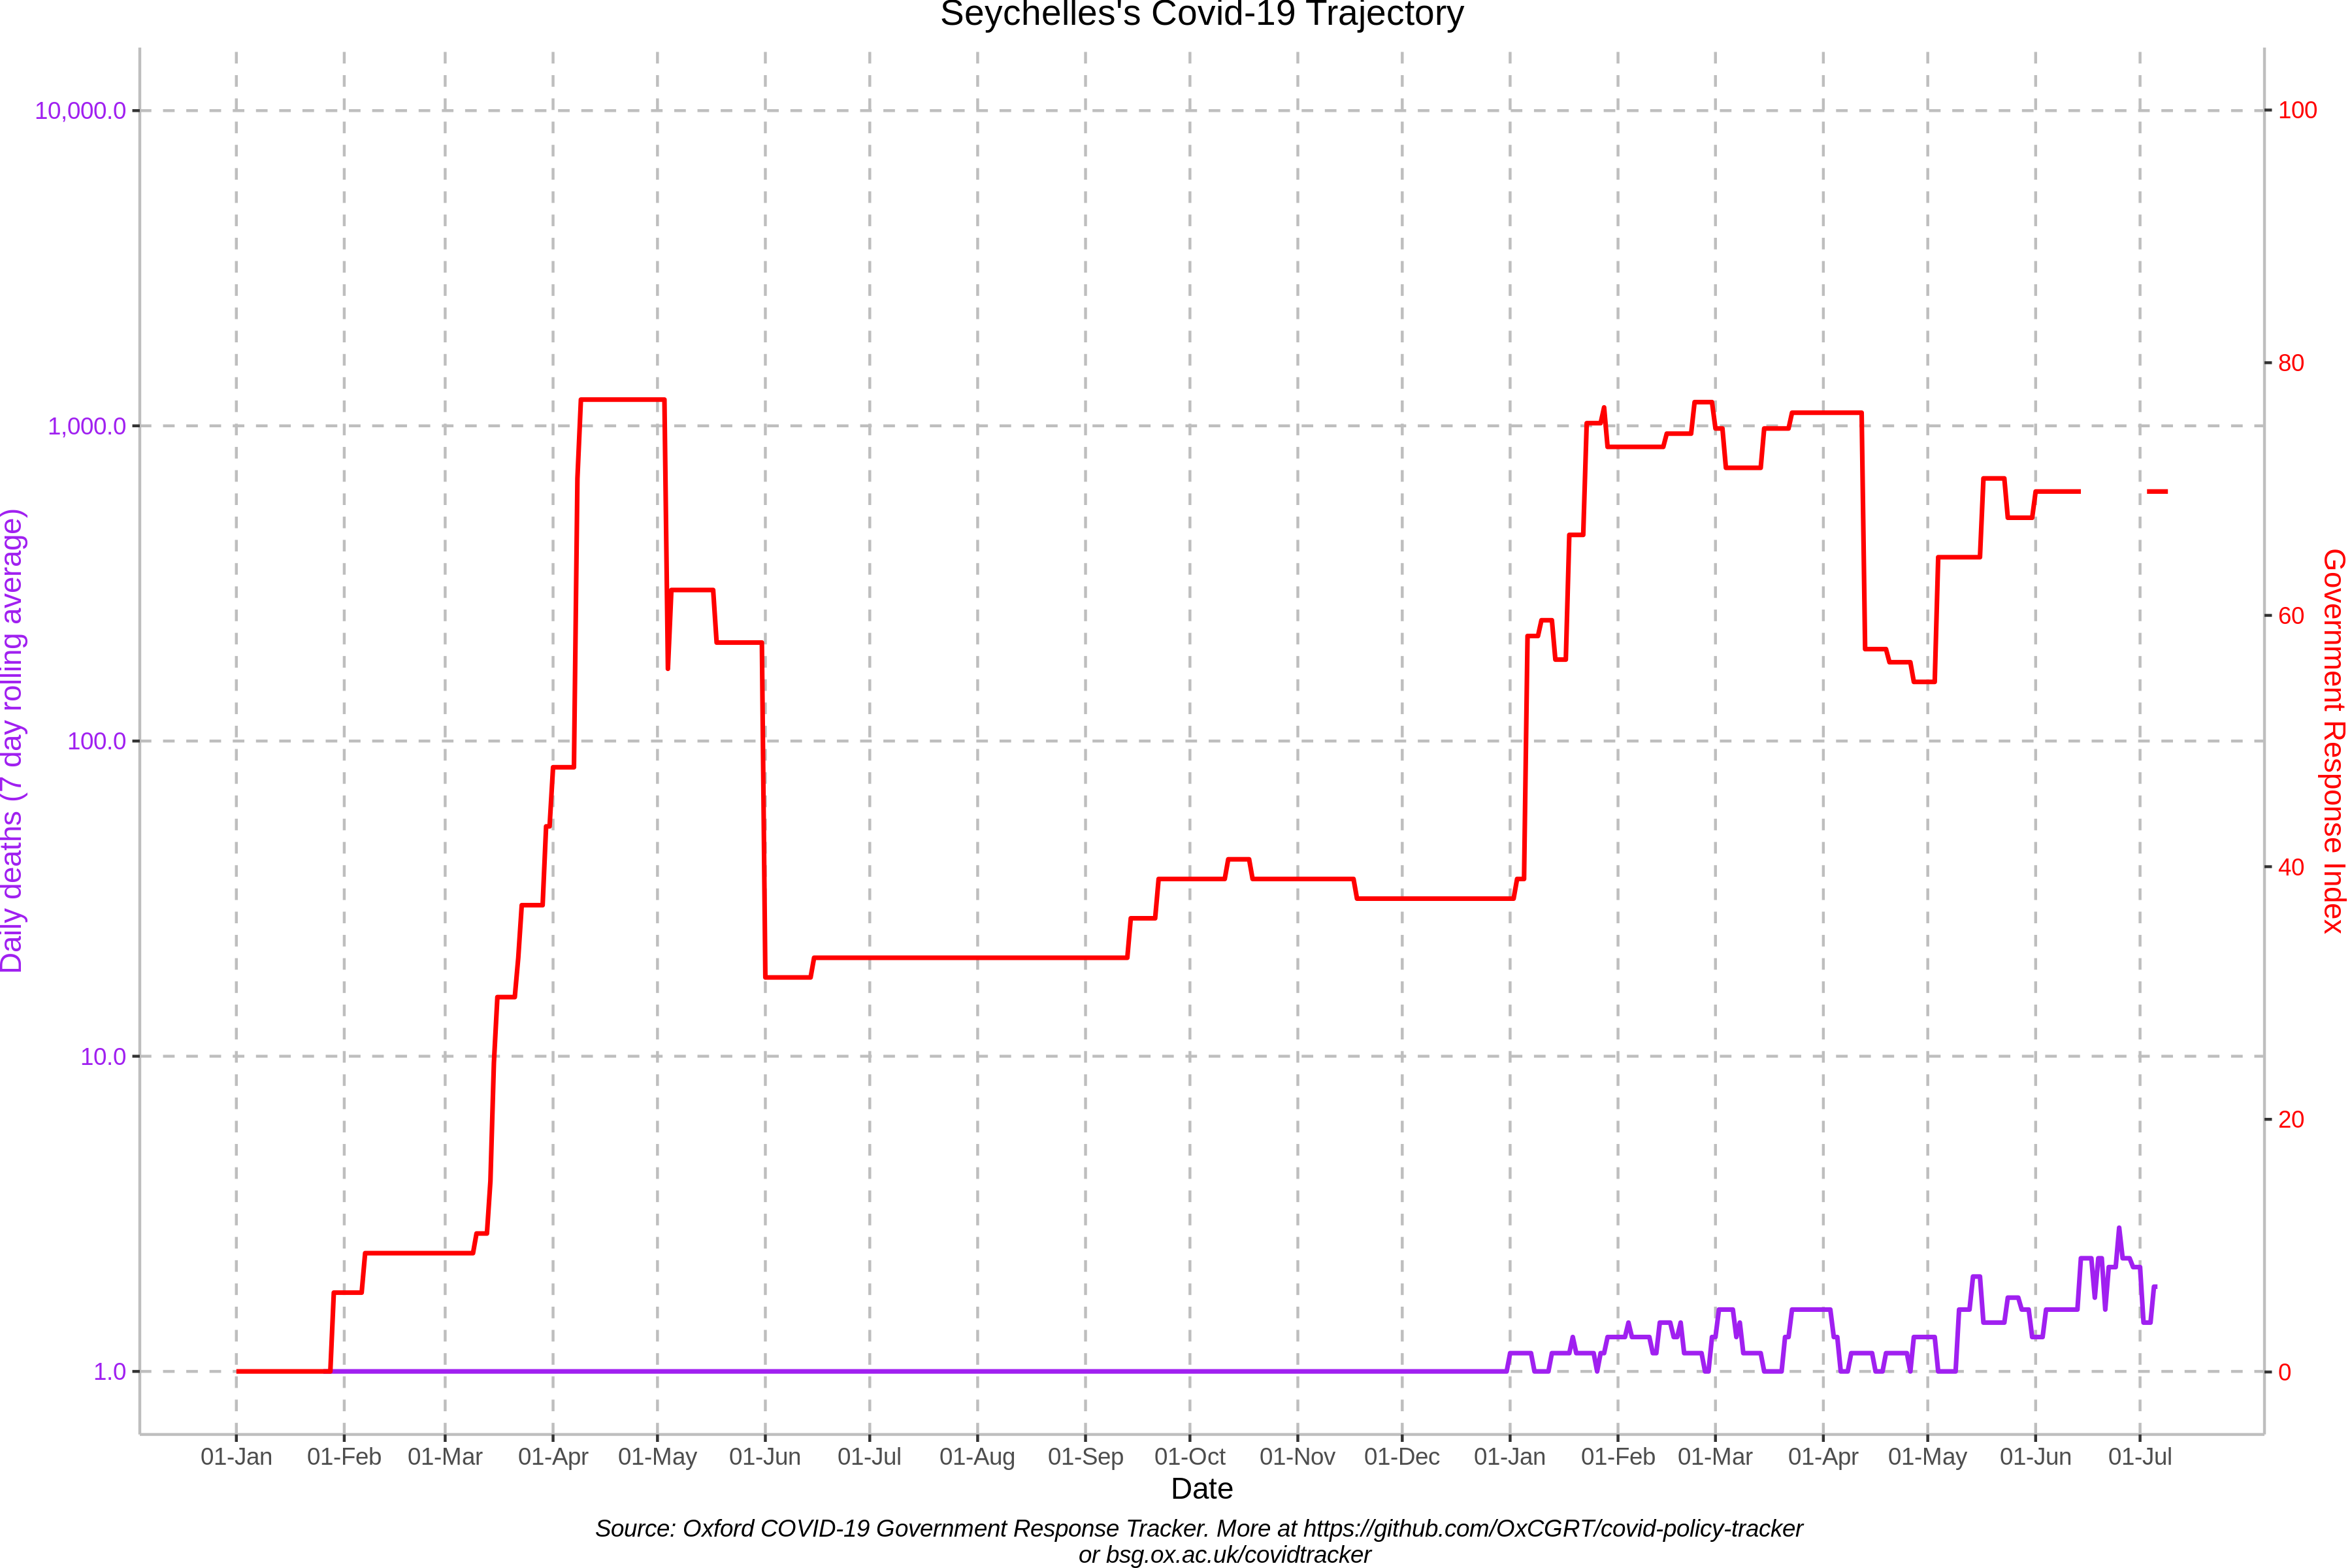 Seychelles's Covid-19 Trajectory
10,000.0
1,000.0
100.0
10.0
1.0
Daily deaths (7 day rolling average)
100
80
60
40
20
0
Government Response Index
01-Jan 01-Feb 01-Mar 01-Apr 01-May 01-Jun 01-Jul 01-Aug 01-Sep 01-Oct 01-Nov 01-Dec 01-Jan 01-Feb 01-Mar 01-Apr 01-May 01-Jun 01-Jul
Date
Source: Oxford COVID-19 Government Response Tracker. More at https://github.com/OxCGRT/covid-policy-tracker
or bsg.ox.ac.uk/covidtracker